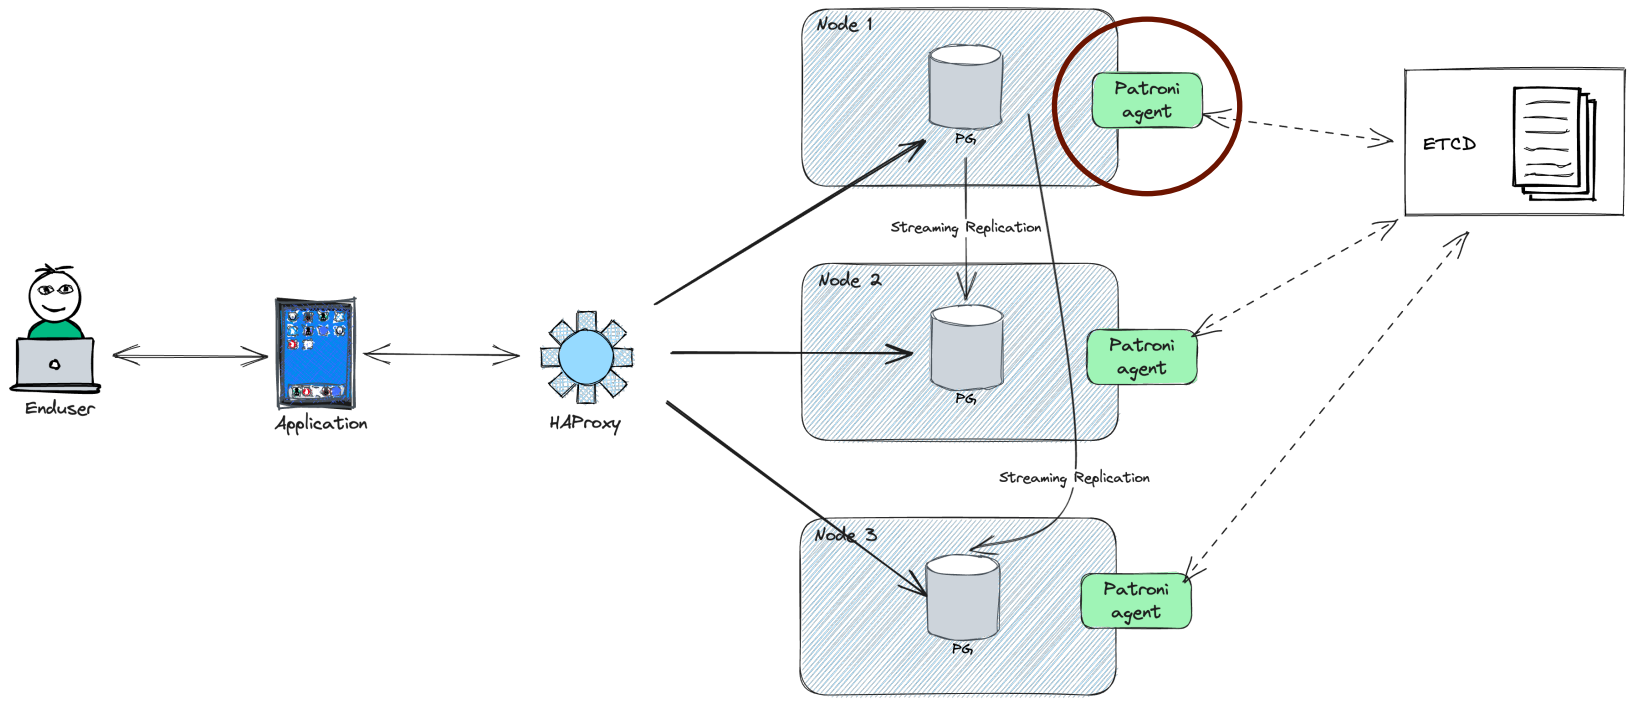 Node 1
PG
Patroni
agent
ETCD
Streaming Replication
Node 2
PG
Patroni
agent
Enduser
Application
HAProxy
Streaming Replication
Node 3
PG
Patroni
agent